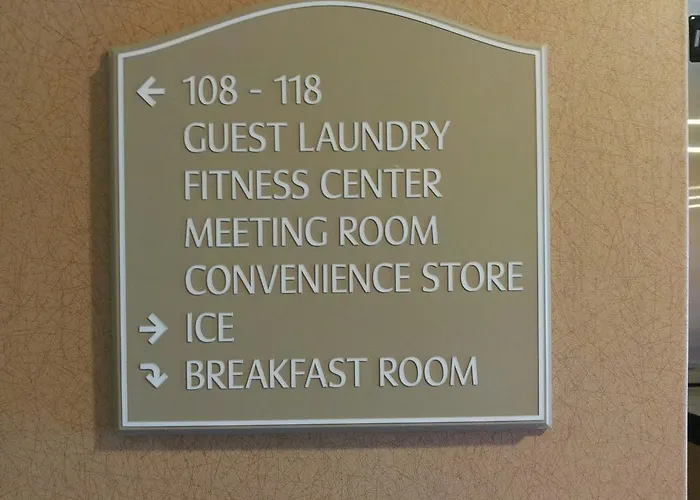 ← 108 - 118
GUEST LAUNDRY
FITNESS CENTER
MEETING ROOM
CONVENIENCE STORE
→ ICE
⤵ BREAKFAST ROOM